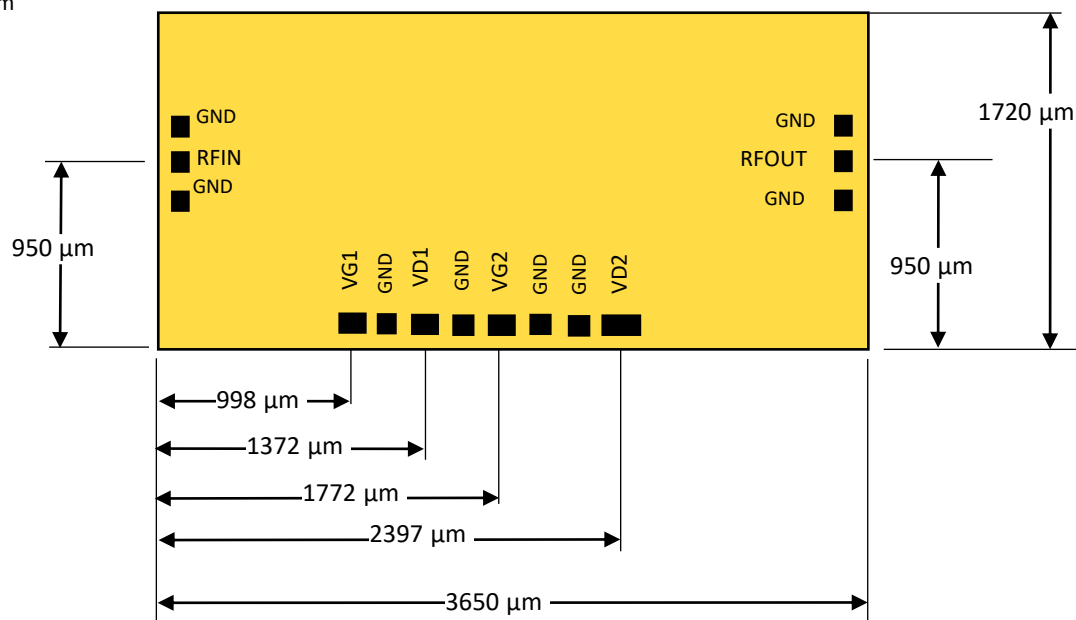 m
GND
GND
1720 µm
RFIN
RFOUT
GND
GND
950 µm
950 µm
VG1
GND
VD1
GND
VG2
GND
GND
VD2
998 µm
1372 µm
1772 µm
2397 µm
3650 µm